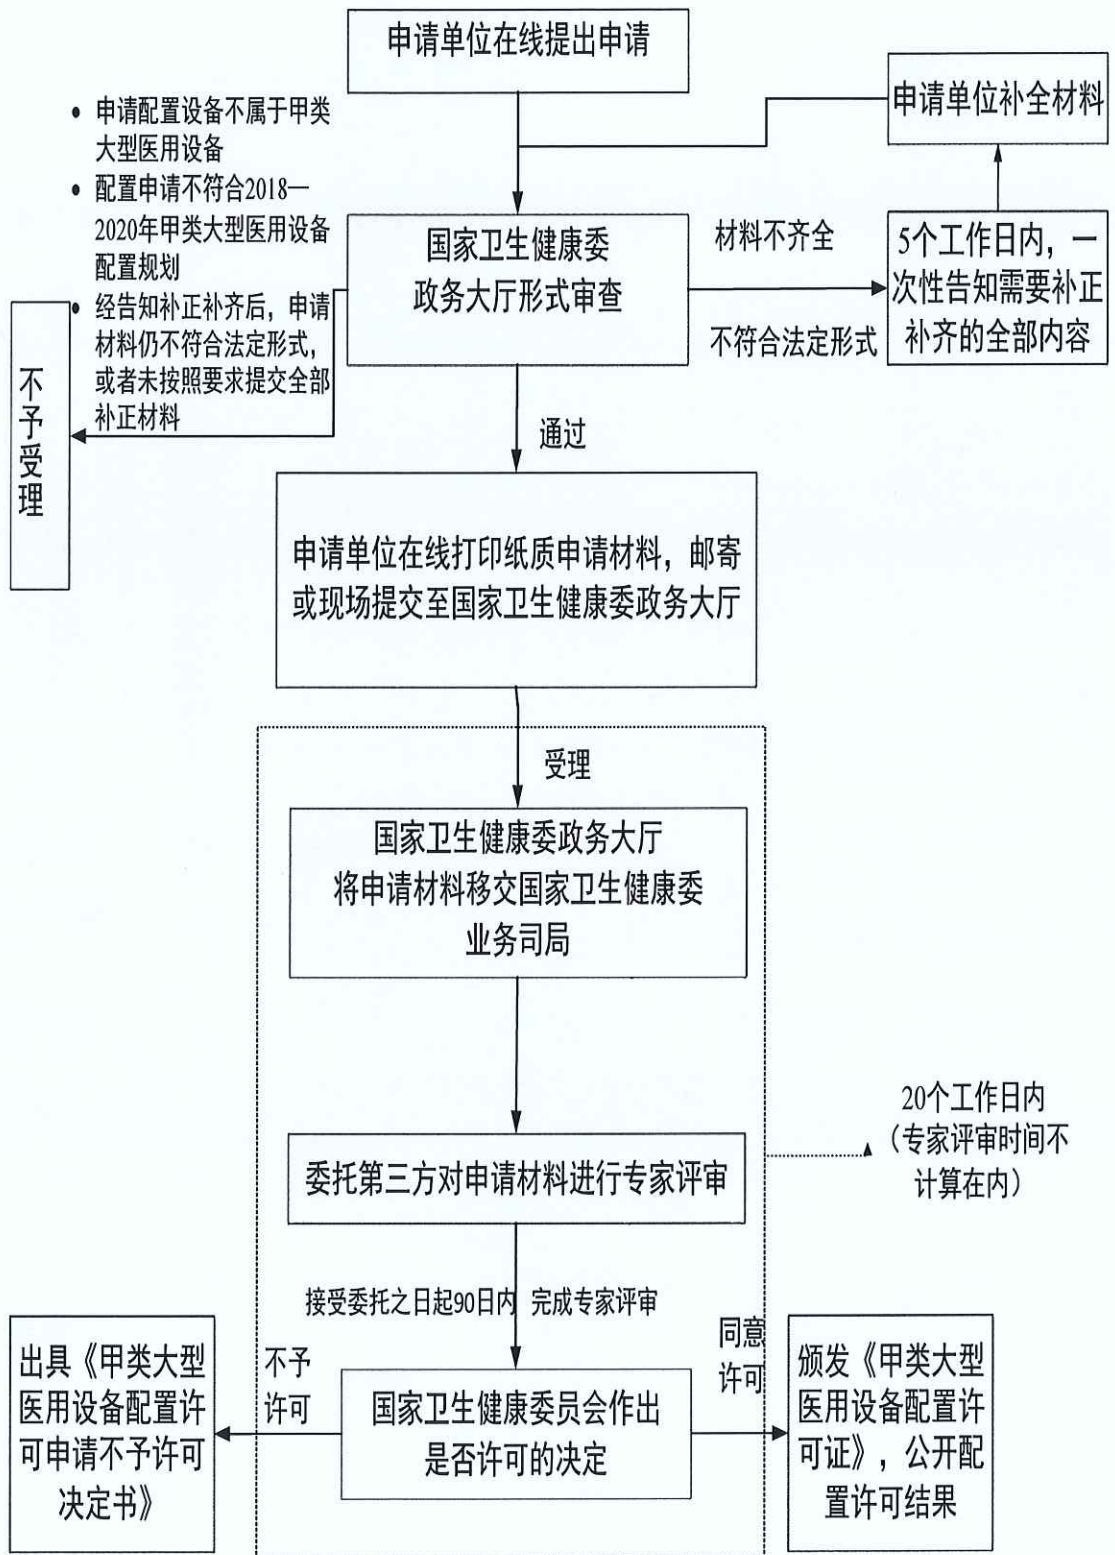 申请单位在线提出申请
申请单位补全材料
• 申请配置设备不属于甲类
大型医用设备
• 配置申请不符合2018—
2020年甲类大型医用设备
配置规划
• 经告知补正补齐后，申请
材料仍不符合法定形式，
或者未按照要求提交全部
补正材料
不予受理
国家卫生健康委
政务大厅形式审查
材料不齐全
不符合法定形式
5个工作日内，一
次性告知需要补正
补齐的全部内容
通过
申请单位在线打印纸质申请材料，邮寄
或现场提交至国家卫生健康委政务大厅
受理
国家卫生健康委政务大厅
将申请材料移交国家卫生健康委
业务司局
20个工作日内
（专家评审时间不
计算在内）
委托第三方对申请材料进行专家评审
接受委托之日起90日内 完成专家评审
出具《甲类大型
医用设备配置许
可申请不予许可
决定书》
不予
许可
国家卫生健康委员会作出
是否许可的决定
同意
许可
颁发《甲类大型
医用设备配置许
可证》，公开配
置许可结果